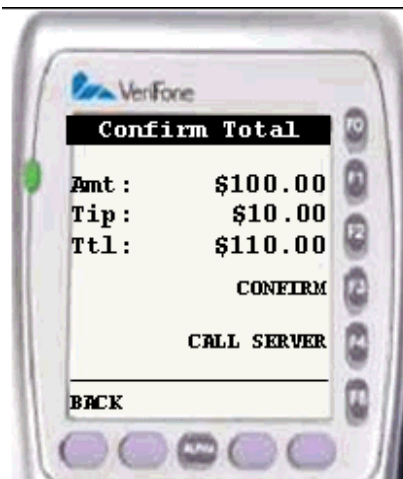 VeriFone
Confirm Total
F0
Amt: $100.00
F1
Tip: $10.00
F2
Ttl: $110.00
CONFIRM
F3
CALL SERVER
F4
BACK
F5
ALPHA